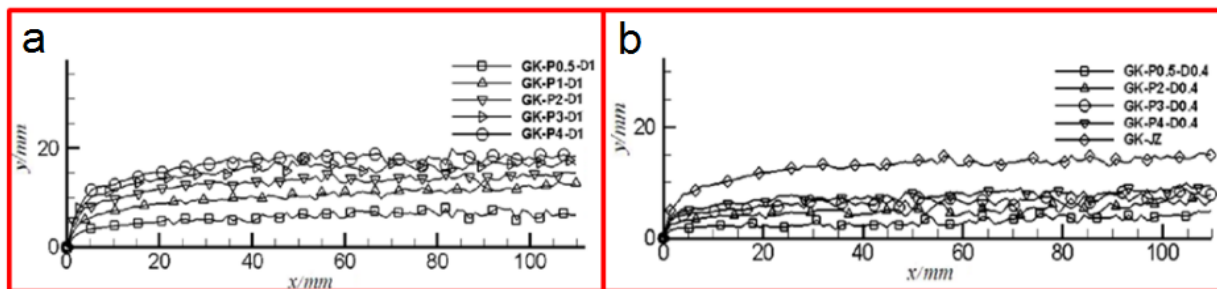 a
GK-P0.5-D1
GK-P1-D1
GK-P2-D1
GK-P3-D1
GK-P4-D1
y/mm
20
0
0 20 40 60 80 100
x/mm
b
GK-P0.5-D0.4
GK-P2-D0.4
GK-P3-D0.4
GK-P4-D0.4
GK-JZ
y/mm
20
0
0 20 40 60 80 100
x/mm